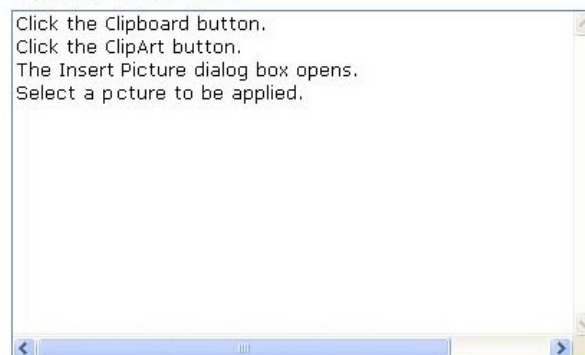 Click the Clipboard button.
Click the ClipArt button.
The Insert Picture dialog box opens.
Select a pcture to be applied.